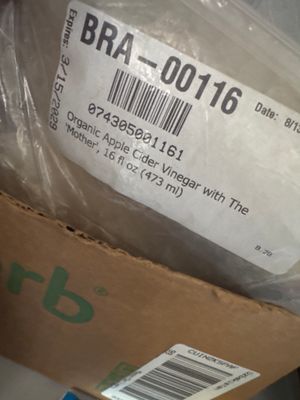 BRA-00116
Expires: 3/15/2029
Date: 8/1
074305001161
Organic Apple Cider Vinegar with The
'Mother', 16 fl oz (473 ml)
erb